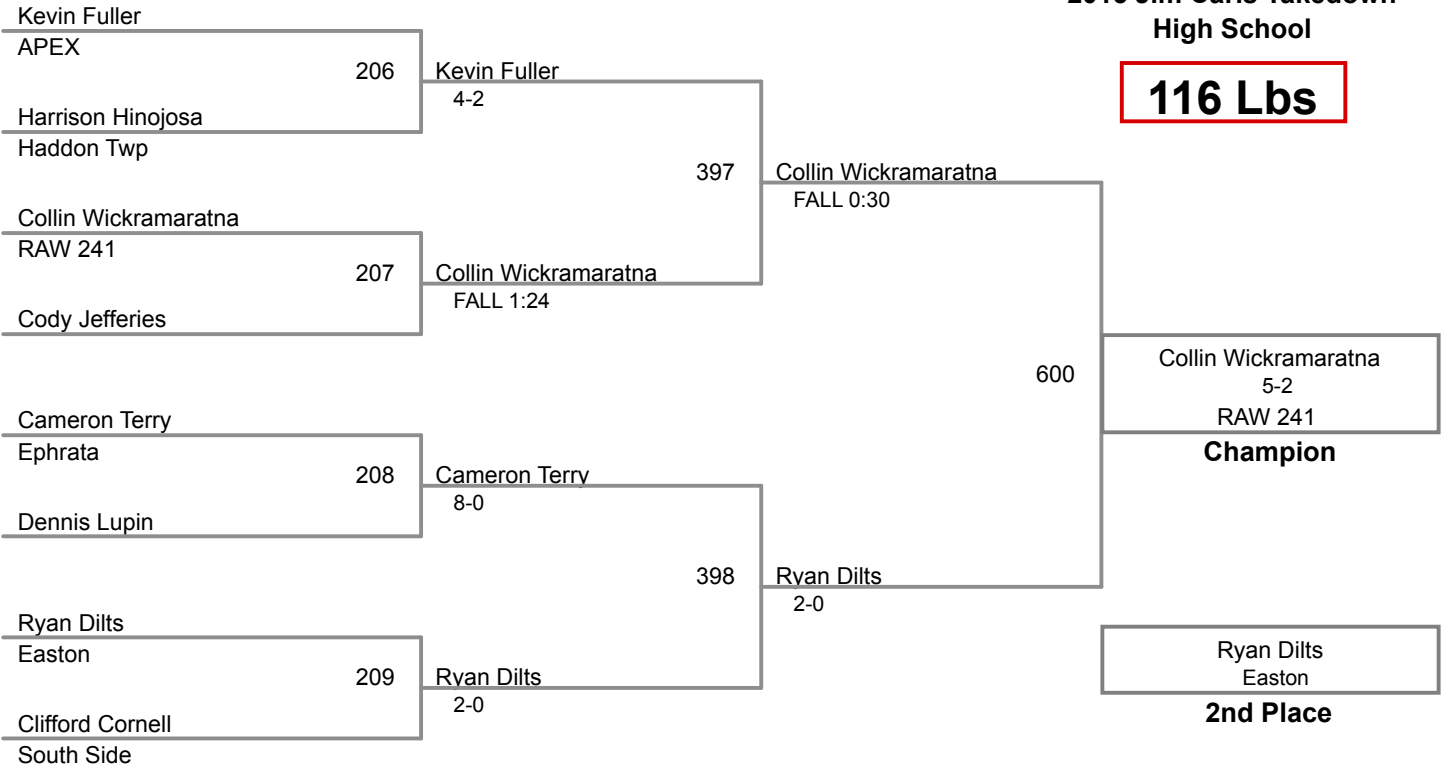 High School
116 Lbs
Kevin Fuller
APEX
206
Harrison Hinojosa
Haddon Twp
Kevin Fuller
4-2
397
Collin Wickramaratna
RAW 241
207
Cody Jefferies
Collin Wickramaratna
FALL 1:24
Collin Wickramaratna
FALL 0:30
600
Cameron Terry
Ephrata
208
Dennis Lupin
Cameron Terry
8-0
398
Ryan Dilts
Easton
209
Clifford Cornell
South Side
Ryan Dilts
2-0
Ryan Dilts
2-0
Collin Wickramaratna
5-2
RAW 241
Champion
Ryan Dilts
Easton
2nd Place